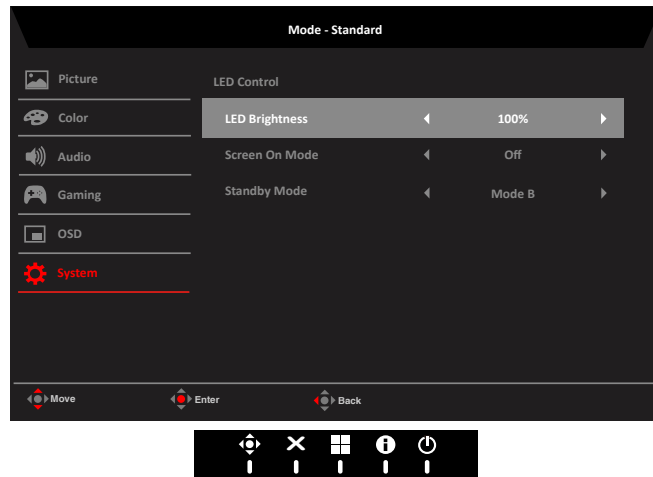 Mode - Standard
Picture
Color
Audio
Gaming
OSD
System
LED Control
LED Brightness 100%
Screen On Mode Off
Standby Mode Mode B
Move Enter Back